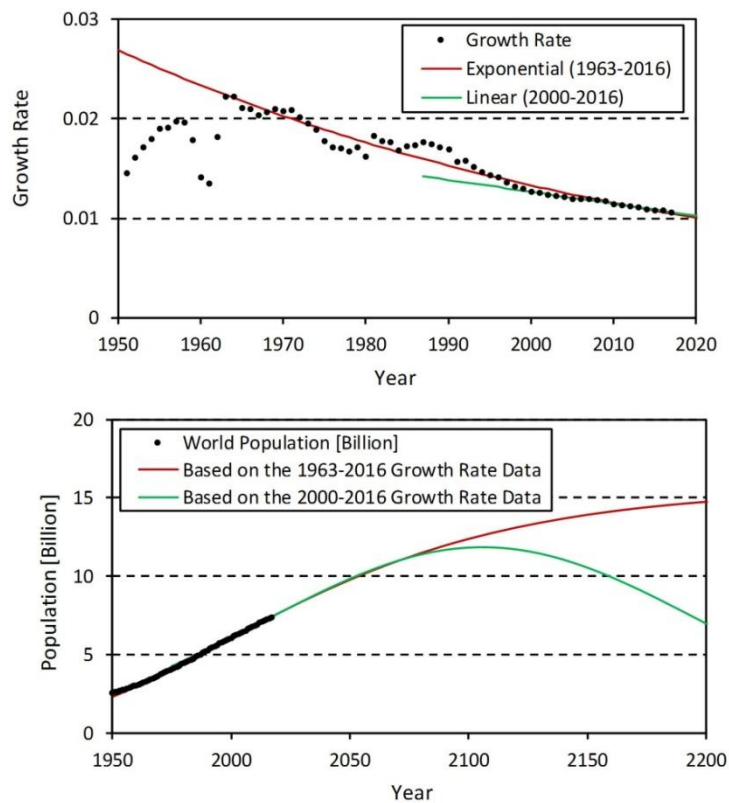 0.03
Growth Rate
Exponential (1963-2016)
Linear (2000-2016)
0.02
Growth Rate
0.01
0
1950 1960 1970 1980 1990 2000 2010 2020
Year
20
World Population [Billion]
Based on the 1963-2016 Growth Rate Data
Based on the 2000-2016 Growth Rate Data
15
Population [Billion]
10
5
0
1950 2000 2050 2100 2150 2200
Year